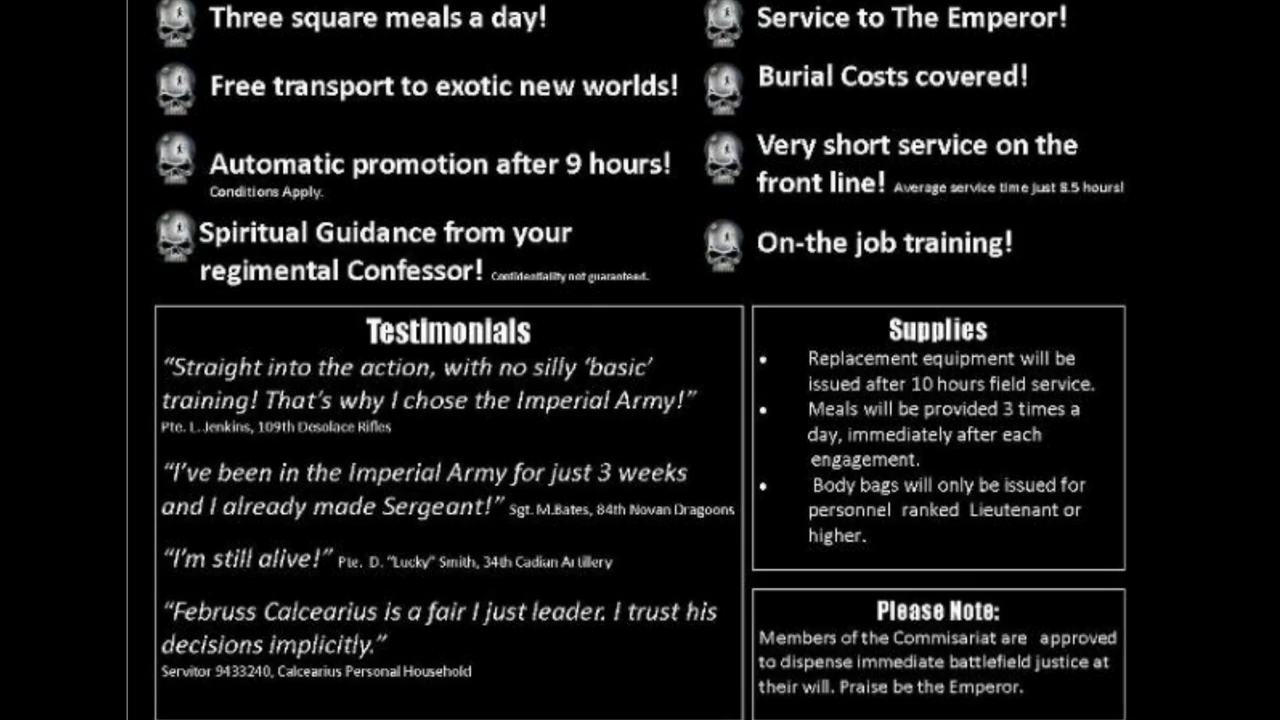 Three square meals a day!
Free transport to exotic new worlds!
Automatic promotion after 9 hours!
Conditions Apply.
Spiritual Guidance from your
regimental Confessor! Confidentiality not guaranteed.
Service to The Emperor!
Burial Costs covered!
Very short service on the
front line! Average service time just 8.5 hours!
On-the job training!
Testimonials
“Straight into the action, with no silly ‘basic’
training! That’s why I chose the Imperial Army!”
Pte. L. Jenkins, 109th Desolace Rifles
“I’ve been in the Imperial Army for just 3 weeks
and I already made Sergeant!” Sgt. M.Bates, 84th Novan Dragoons
“I’m still alive!” Pte. D. “Lucky” Smith, 34th Cadian Artillery
“Februss Calcearius is a fair I just leader. I trust his
decisions implicitly.”
Servitor 9433240, Calcearius Personal Household
Supplies
• Replacement equipment will be
issued after 10 hours field service.
• Meals will be provided 3 times a
day, immediately after each
engagement.
• Body bags will only be issued for
personnel ranked Lieutenant or
higher.
Please Note:
Members of the Commisariat are approved
to dispense immediate battlefield justice at
their will. Praise be the Emperor.